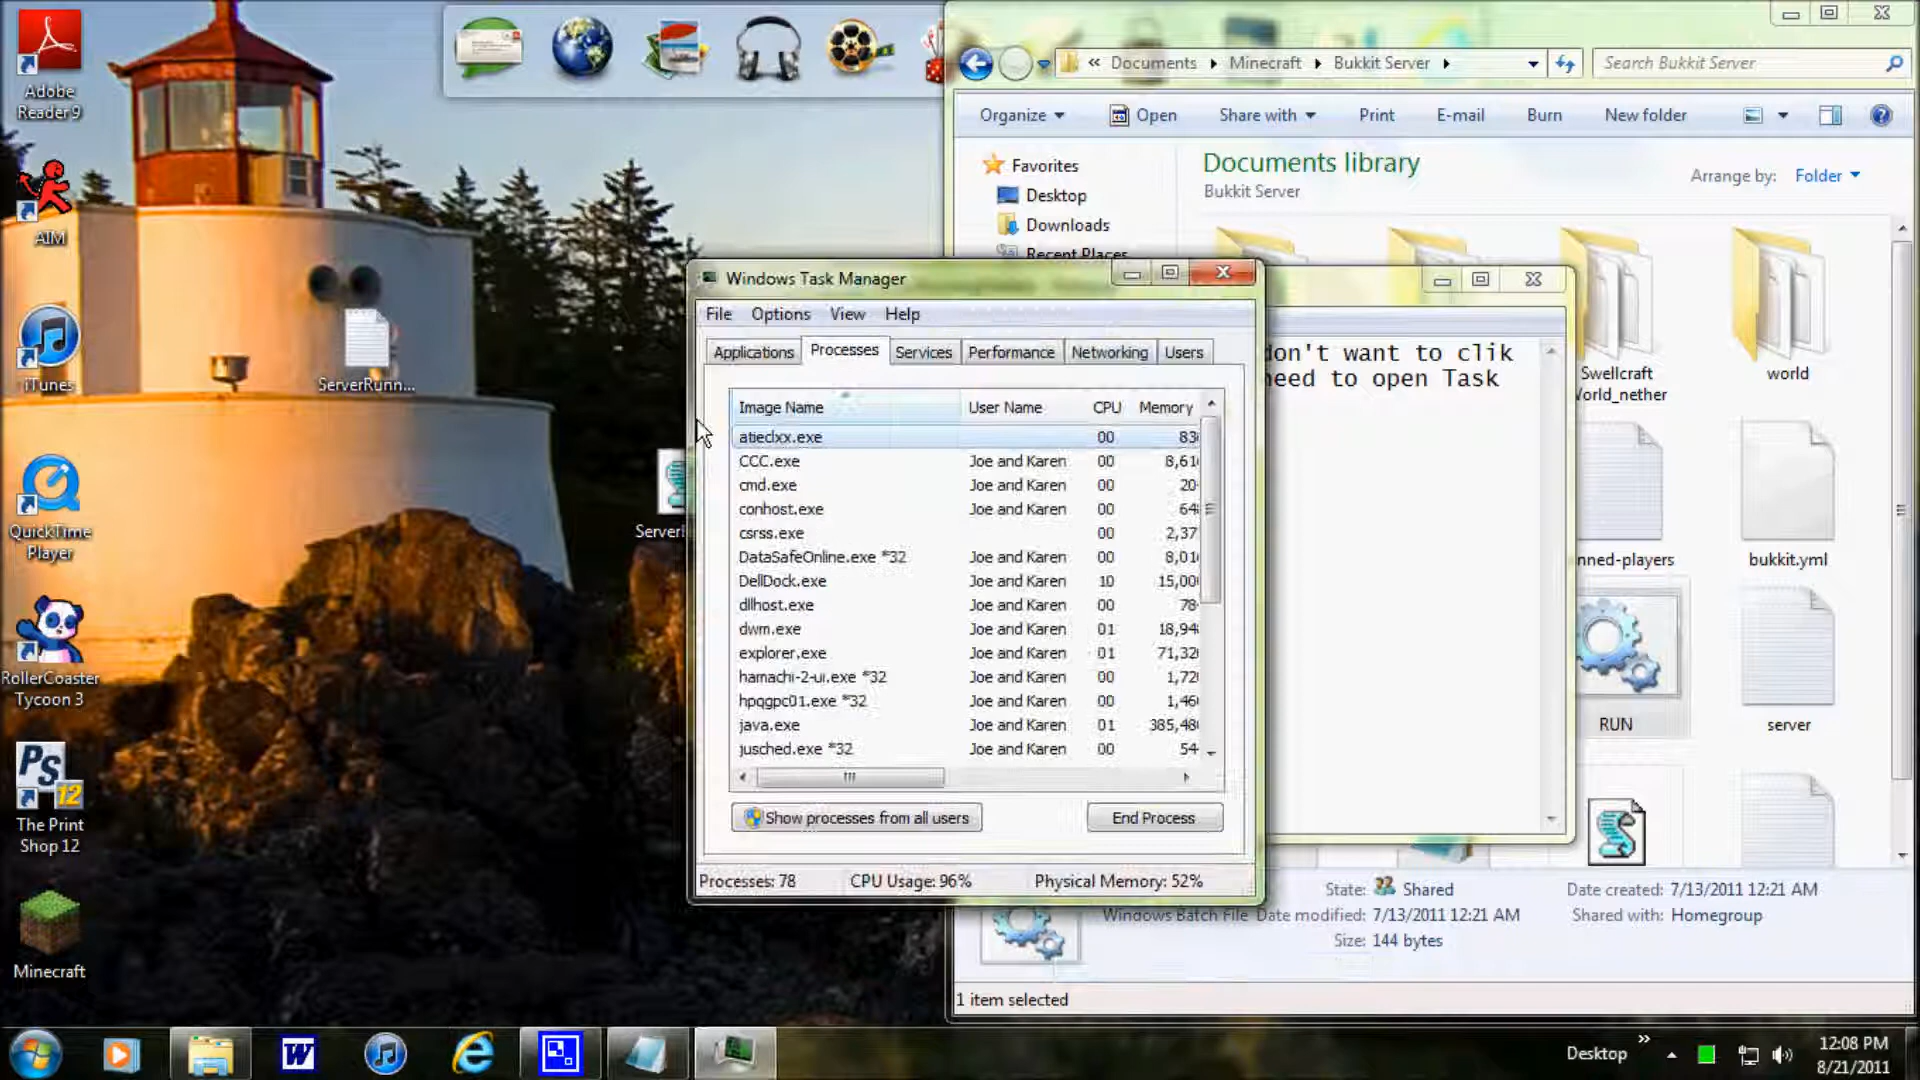 Adobe
Reader 9
AIM
iTunes
QuickTime
Player
RollerCoaster
Tycoon 3
The Print
Shop 12
Minecraft
ServerRunn...
« Documents Minecraft Bukkit Server
Search Bukkit Server
Organize Open Share with Print E-mail Burn New folder
Favorites
Desktop
Downloads
Recent Places
Documents library
Bukkit Server
Arrange by: Folder
Swellcraft
World_nether
world
nned-players
bukkit.yml
RUN
server
don't want to clik
need to open Task
Windows Task Manager
File Options View Help
Applications Processes Services Performance Networking Users
Image Name User Name CPU Memory
atieclxx.exe 00 83
CCC.exe Joe and Karen 00 8,61
cmd.exe Joe and Karen 00 20
conhost.exe Joe and Karen 00 64
csrss.exe 00 2,37
DataSafeOnline.exe *32 Joe and Karen 00 8,01
DellDock.exe Joe and Karen 10 15,00
dllhost.exe Joe and Karen 00 78
dwm.exe Joe and Karen 01 18,94
explorer.exe Joe and Karen 01 71,32
hamachi-2-ui.exe *32 Joe and Karen 00 1,72
hpqgpc01.exe *32 Joe and Karen 00 1,46
java.exe Joe and Karen 01 385,48
jusched.exe *32 Joe and Karen 00 54
Show processes from all users
End Process
Processes: 78 CPU Usage: 96% Physical Memory: 52%
State: Shared
Date created: 7/13/2011 12:21 AM
Windows Batch File Date modified: 7/13/2011 12:21 AM
Shared with: Homegroup
Size: 144 bytes
1 item selected
Desktop
12:08 PM
8/21/2011